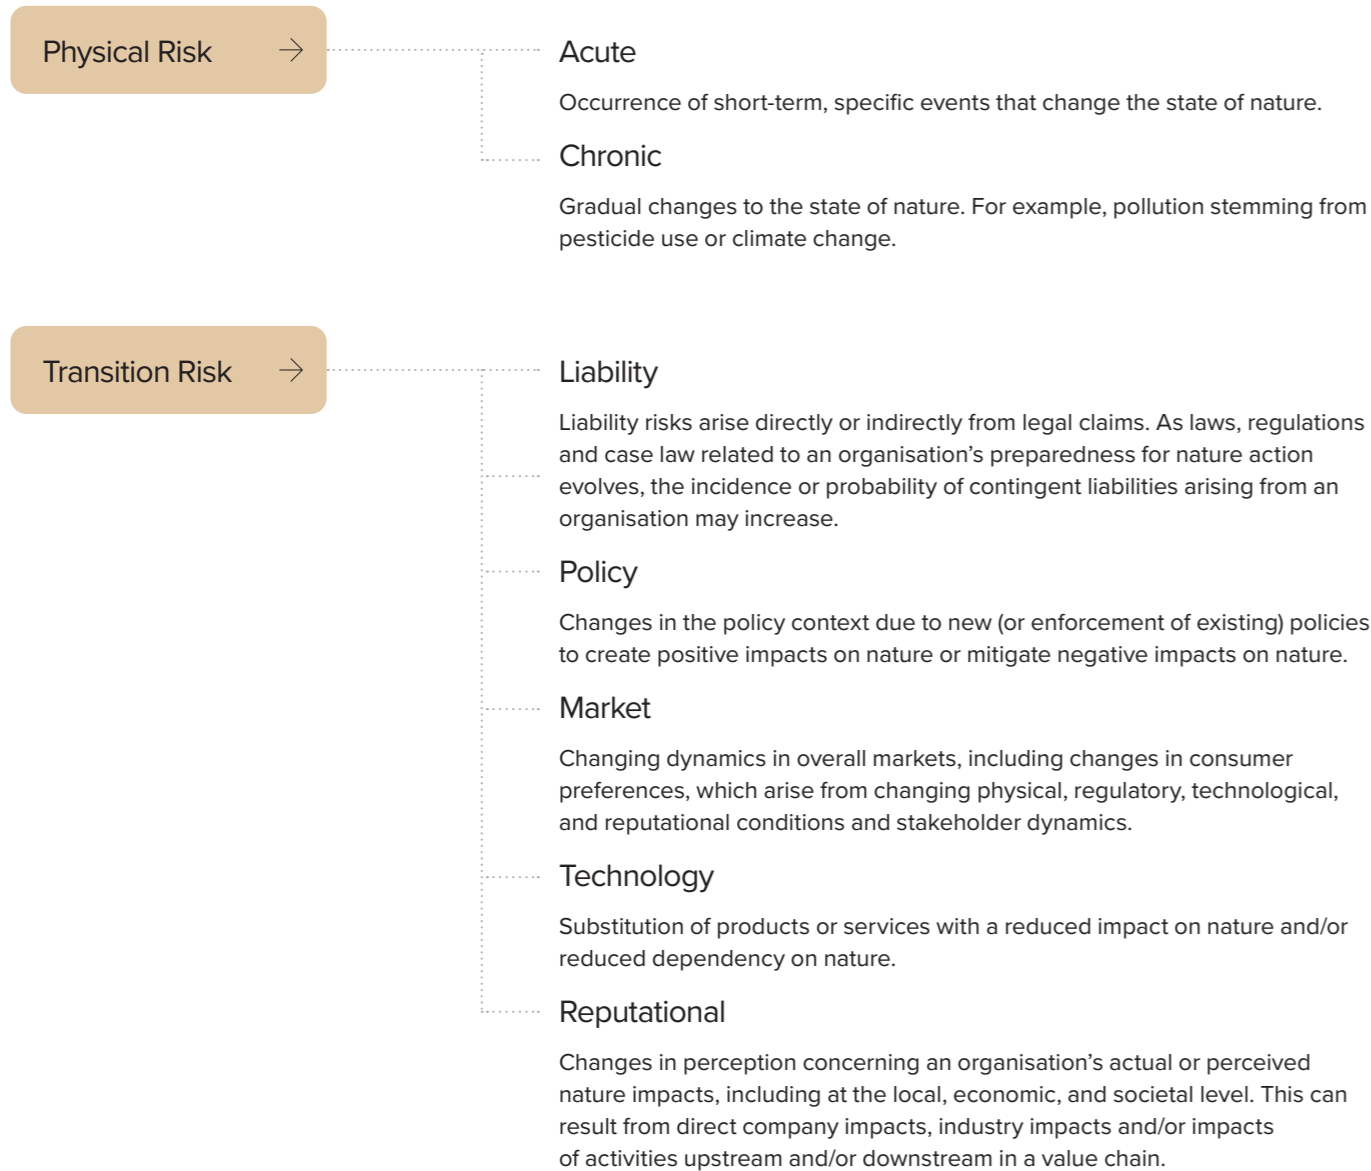 Physical Risk →
Acute
Occurrence of short-term, specific events that change the state of nature.
Chronic
Gradual changes to the state of nature. For example, pollution stemming from
pesticide use or climate change.
Transition Risk →
Liability
Liability risks arise directly or indirectly from legal claims. As laws, regulations
and case law related to an organisation’s preparedness for nature action
evolves, the incidence or probability of contingent liabilities arising from an
organisation may increase.
Policy
Changes in the policy context due to new (or enforcement of existing) policies
to create positive impacts on nature or mitigate negative impacts on nature.
Market
Changing dynamics in overall markets, including changes in consumer
preferences, which arise from changing physical, regulatory, technological,
and reputational conditions and stakeholder dynamics.
Technology
Substitution of products or services with a reduced impact on nature and/or
reduced dependency on nature.
Reputational
Changes in perception concerning an organisation’s actual or perceived
nature impacts, including at the local, economic, and societal level. This can
result from direct company impacts, industry impacts and/or impacts
of activities upstream and/or downstream in a value chain.